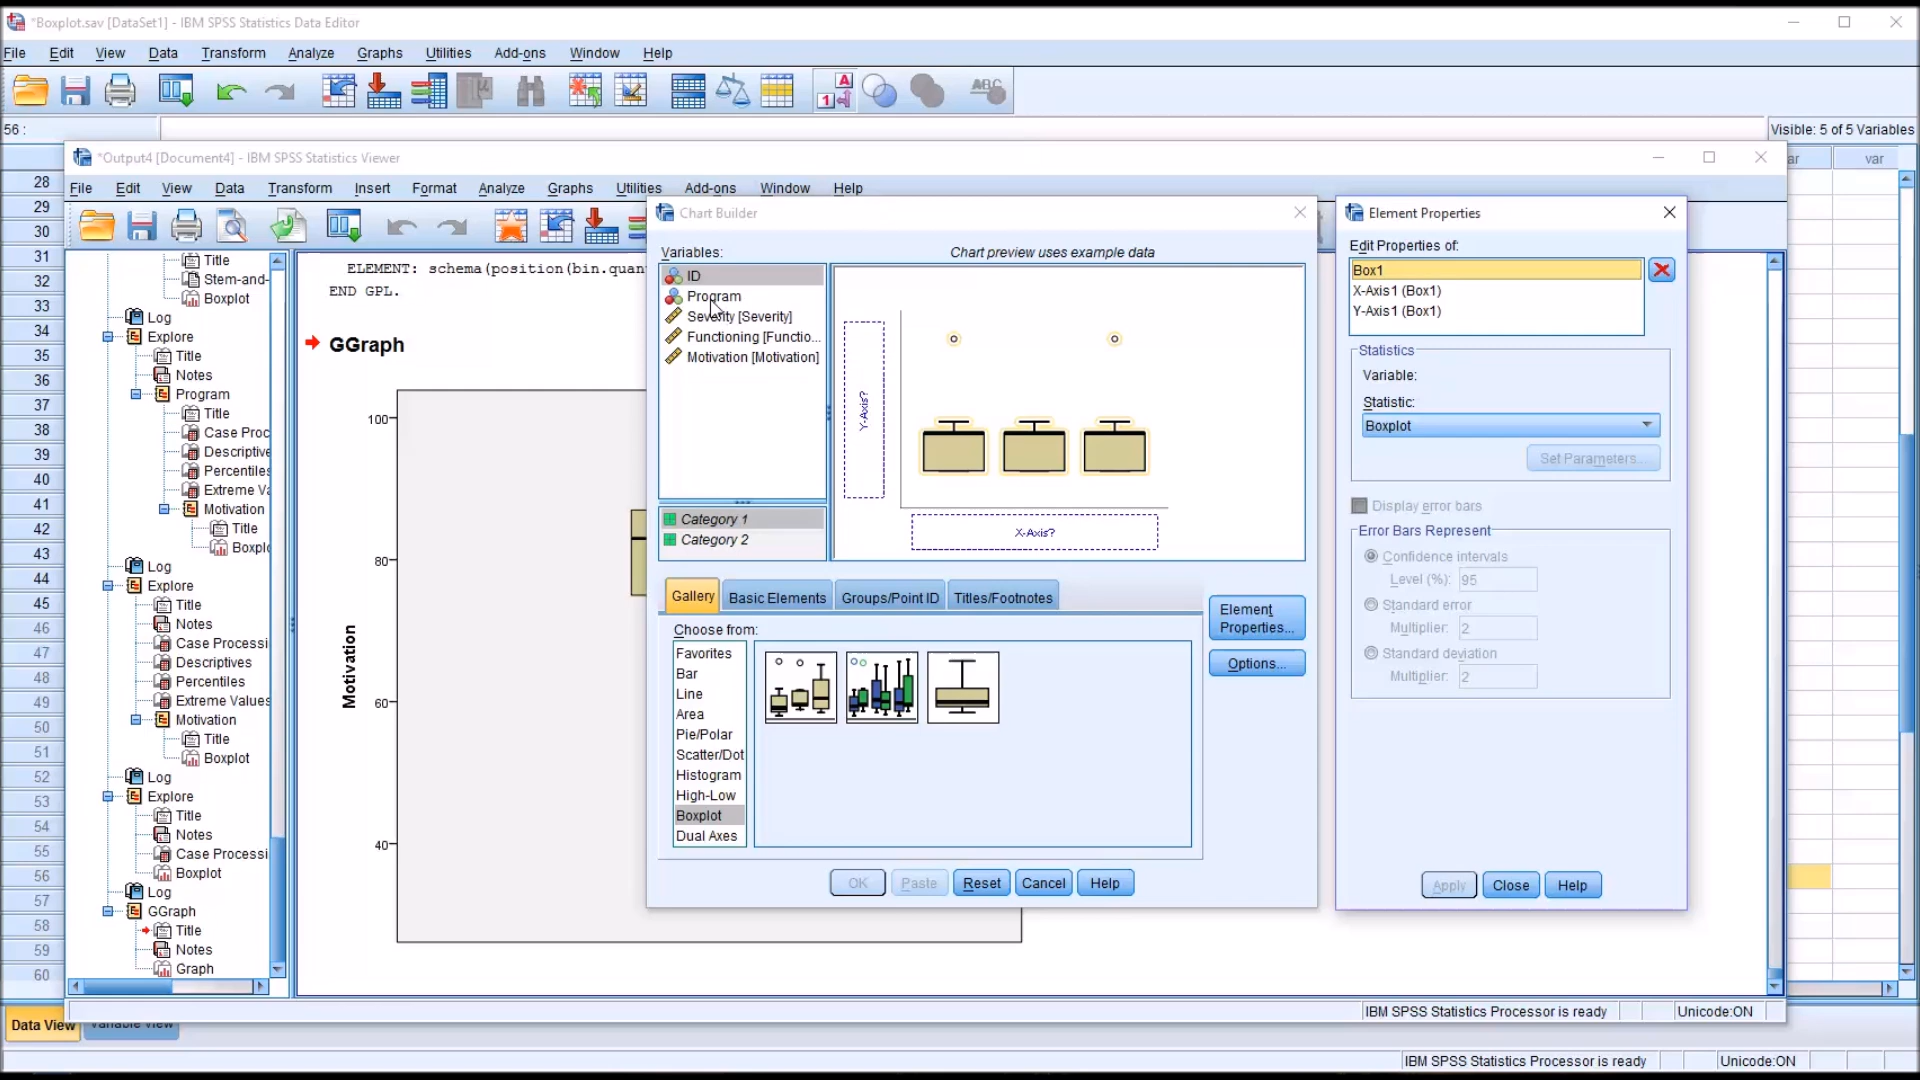 *Boxplot.sav [DataSet1] - IBM SPSS Statistics Data Editor
File Edit View Data Transform Analyze Graphs Utilities Add-ons Window Help
56 :
Visible: 5 of 5 Variables
var
*Output4 [Document4] - IBM SPSS Statistics Viewer
File Edit View Data Transform Insert Format Analyze Graphs Utilities Add-ons Window Help
28
29
30
31
32
33
34
35
36
37
38
39
40
41
42
43
44
45
46
47
48
49
50
51
52
53
54
55
56
57
58
59
60
Title
Stem-and-
Boxplot
Log
Explore
Title
Notes
Program
Title
Case Proc
Descriptive
Percentiles
Extreme Va
Motivation
Title
Boxplo
Log
Explore
Title
Notes
Case Processi
Descriptives
Percentiles
Extreme Values
Motivation
Title
Boxplot
Log
Explore
Title
Notes
Case Processi
Boxplot
Log
GGraph
Title
Notes
Graph
ELEMENT: schema(position(bin.quan
END GPL.
GGraph
100
80
60
40
Motivation
Chart Builder
Variables:
Chart preview uses example data
ID
Program
Severity [Severity]
Functioning [Functio...
Motivation [Motivation]
Category 1
Category 2
Y-Axis?
X-Axis?
Gallery Basic Elements Groups/Point ID Titles/Footnotes
Choose from:
Favorites
Bar
Line
Area
Pie/Polar
Scatter/Dot
Histogram
High-Low
Boxplot
Dual Axes
Element
Properties...
Options...
OK Paste Reset Cancel Help
Element Properties
Edit Properties of:
Box1
X-Axis1 (Box1)
Y-Axis1 (Box1)
Statistics
Variable:
Statistic:
Boxplot
Set Parameters...
Display error bars
Error Bars Represent
Confidence intervals
Level (%): 95
Standard error
Multiplier: 2
Standard deviation
Multiplier: 2
Apply Close Help
IBM SPSS Statistics Processor is ready Unicode:ON
Data View Variable View
IBM SPSS Statistics Processor is ready Unicode:ON